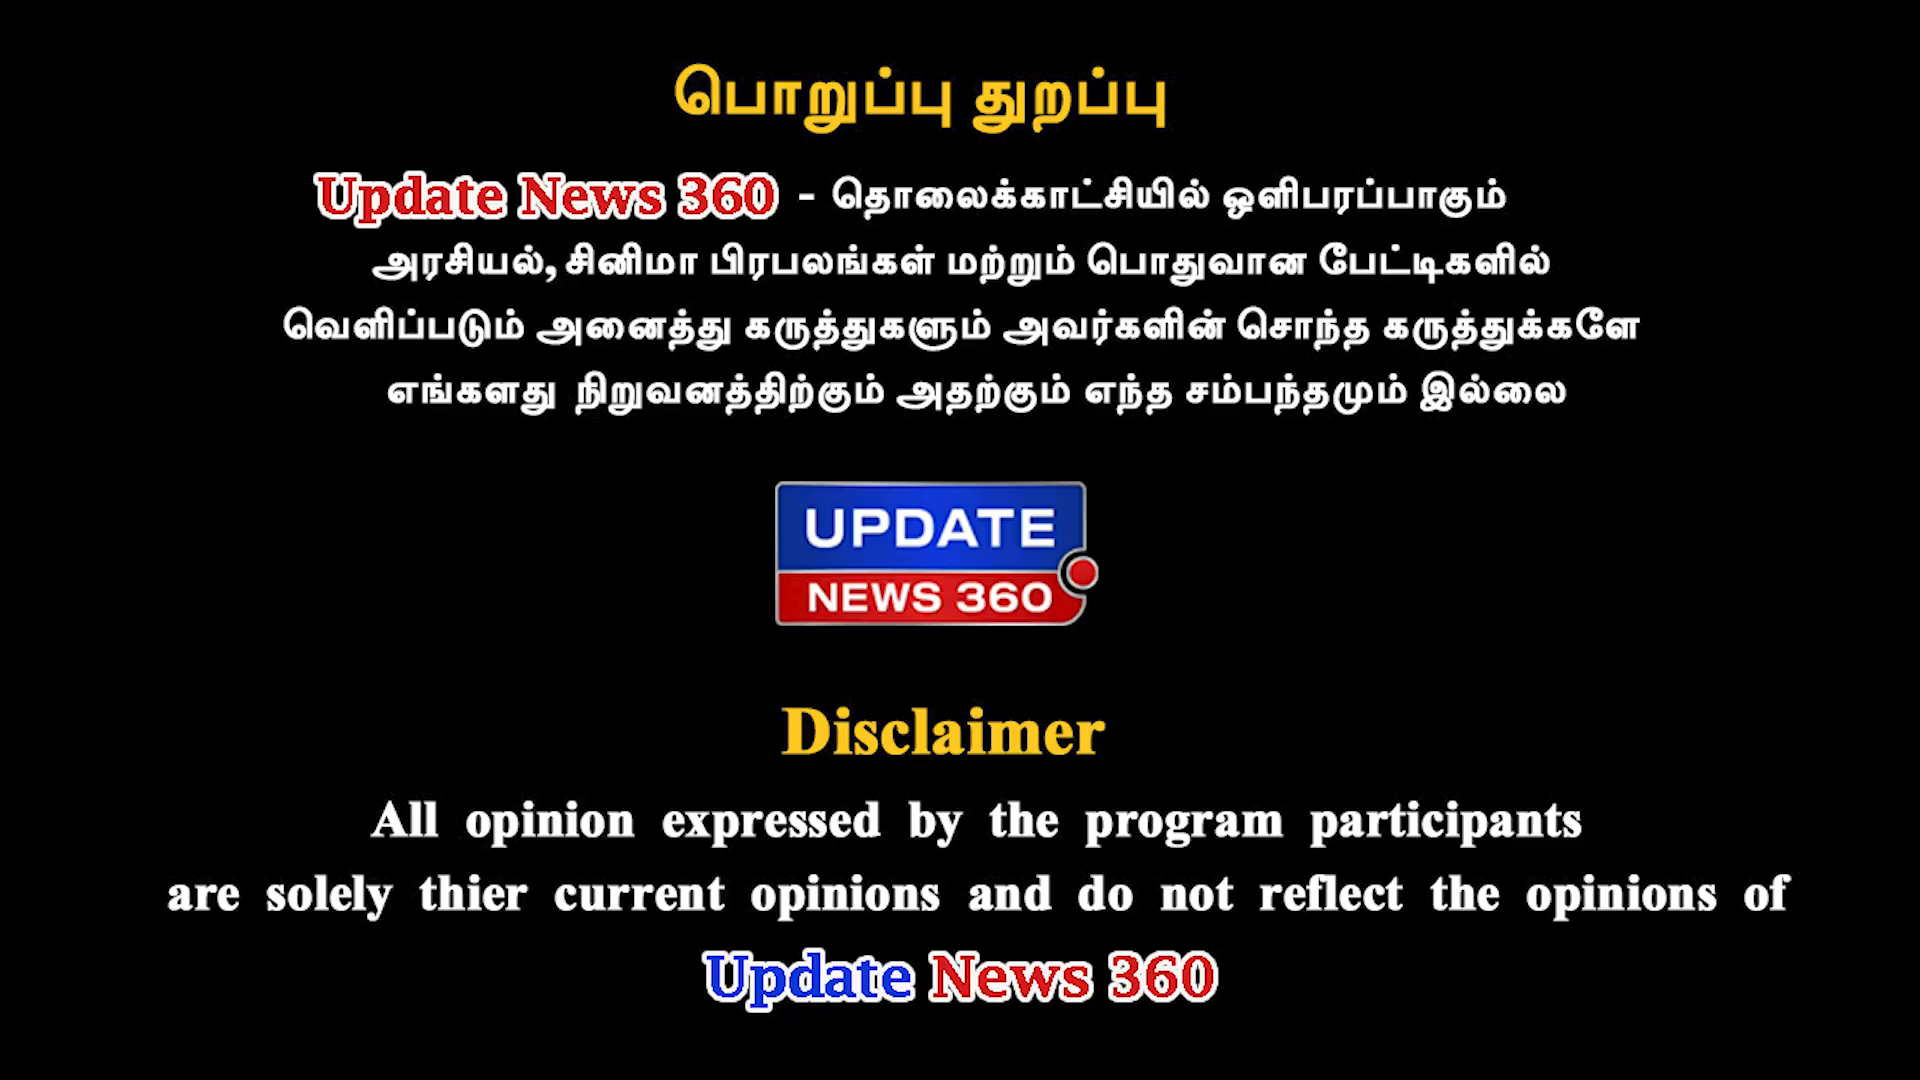 பொறுப்பு துறப்பு
Update News 360 - தொலைக்காட்சியில் ஒளிபரப்பாகும்
அரசியல், சினிமா பிரபலங்கள் மற்றும் பொதுவான பேட்டிகளில்
வெளிப்படும் அனைத்து கருத்துகளும் அவர்களின் சொந்த கருத்துக்களே
எங்களது நிறுவனத்திற்கும் அதற்கும் எந்த சம்பந்தமும் இல்லை
UPDATE
NEWS 360
Disclaimer
All opinion expressed by the program participants
are solely thier current opinions and do not reflect the opinions of
Update News 360